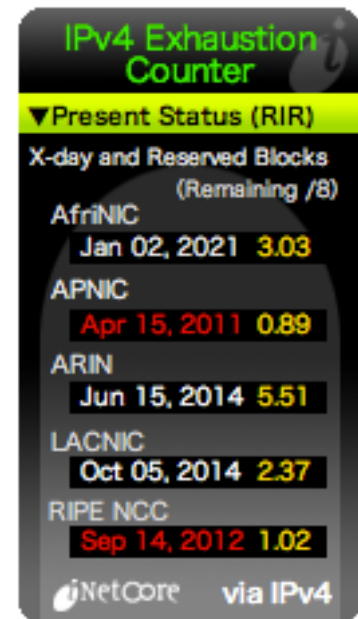 IPv4 Exhaustion
Counter
▼Present Status (RIR)
X-day and Reserved Blocks
(Remaining /8)
AfriNIC
Jan 02, 2021 3.03
APNIC
Apr 15, 2011 0.89
ARIN
Jun 15, 2014 5.51
LACNIC
Oct 05, 2014 2.37
RIPE NCC
Sep 14, 2012 1.02
iNetCore via IPv4